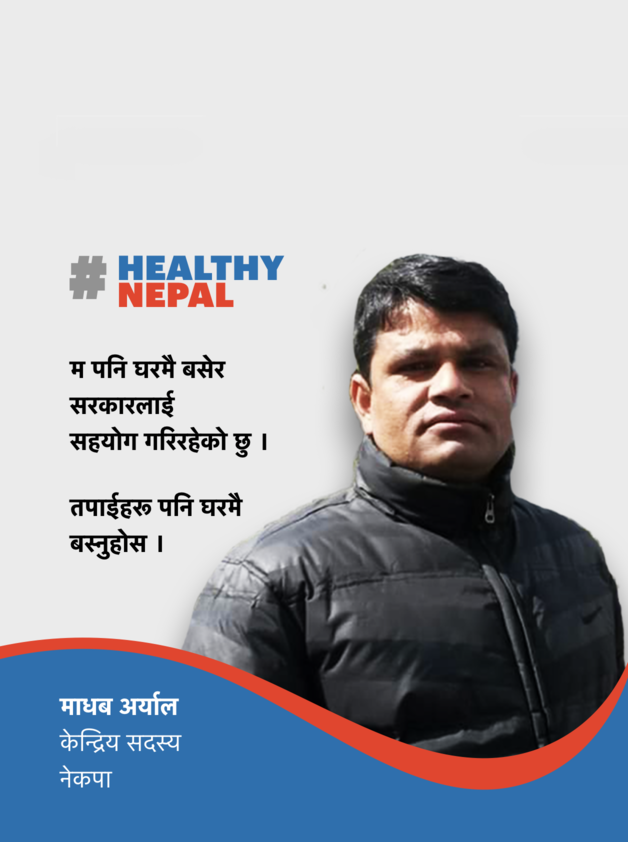 # HEALTHY
NEPAL
म पनि घरमै बसेर
सरकारलाई
सहयोग गरिरहेको छु ।
तपाईहरू पनि घरमै
बस्नुहोस ।
माधब अर्याल
केन्द्रिय सदस्य
नेकपा